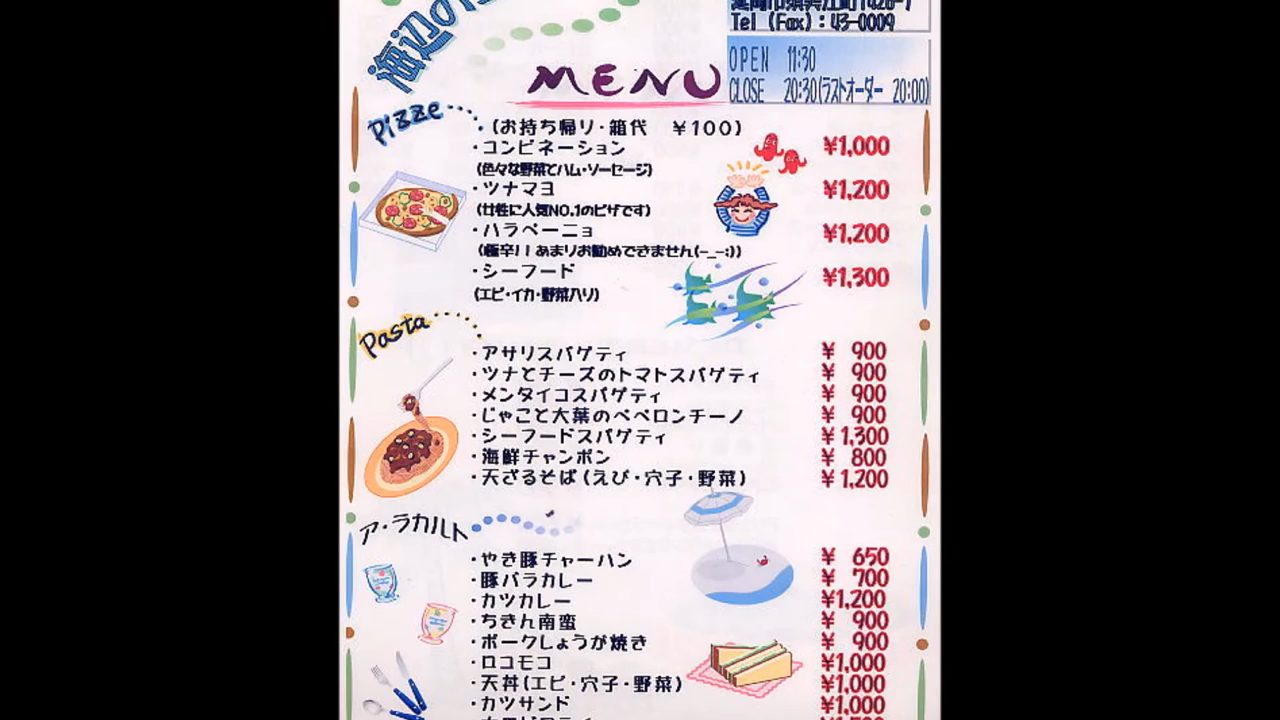 海辺の
Tel (Fax) : 43-0009
OPEN 11:30
CLOSE 20:30(ラストオーダー 20:00)
MENU
Pizze
(お持ち帰り・箱代 ¥100)
・コンビネーション ¥1,000
(色々な野菜とハム・ソーセージ)
・ツナマヨ ¥1,200
(女性に人気NO.1のピザです)
・ハラペーニョ ¥1,200
(極辛!!あまりお勧めできません(-_-;))
・シーフード ¥1,300
(エビ・イカ・野菜入り)
Pasta
・アサリスパゲティ ¥ 900
・ツナとチーズのトマトスパゲティ ¥ 900
・メンタイコスパゲティ ¥ 900
・じゃこと大葉のペペロンチーノ ¥ 900
・シーフードスパゲティ ¥1,300
・海鮮チャンポン ¥ 800
・天ざるそば(えび・穴子・野菜) ¥1,200
ア・ラカルト
・やき豚チャーハン ¥ 650
・豚バラカレー ¥ 700
・カツカレー ¥1,200
・ちきん南蛮 ¥ 900
・ポークしょうが焼き ¥ 900
・ロコモコ ¥1,000
・天丼(エビ・穴子・野菜) ¥1,000
・カツサンド ¥1,000